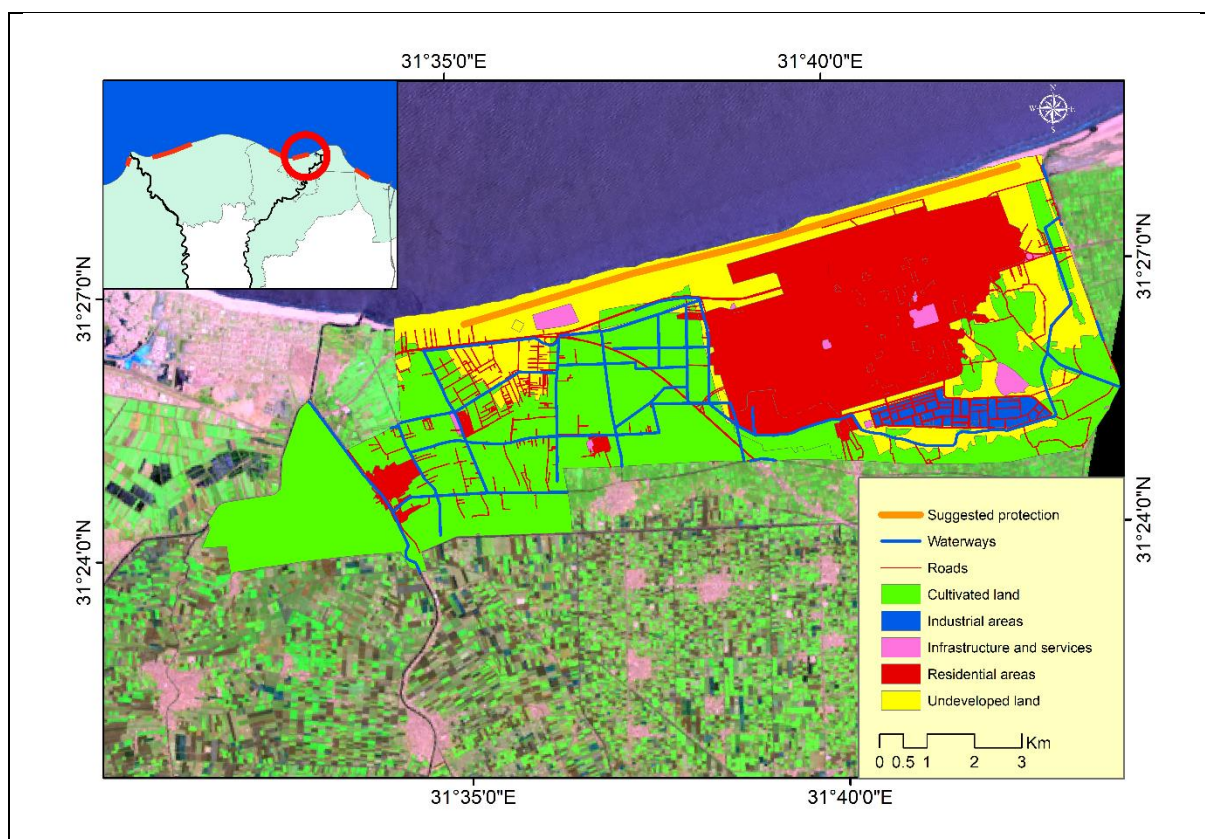 31°35'0"E
31°40'0"E
N
W
E
S
31°27'0"N
31°27'0"N
31°24'0"N
31°24'0"N
Suggested protection
Waterways
Roads
Cultivated land
Industrial areas
Infrastructure and services
Residential areas
Undeveloped land
Km
0 0.5 1 2 3
31°35'0"E
31°40'0"E